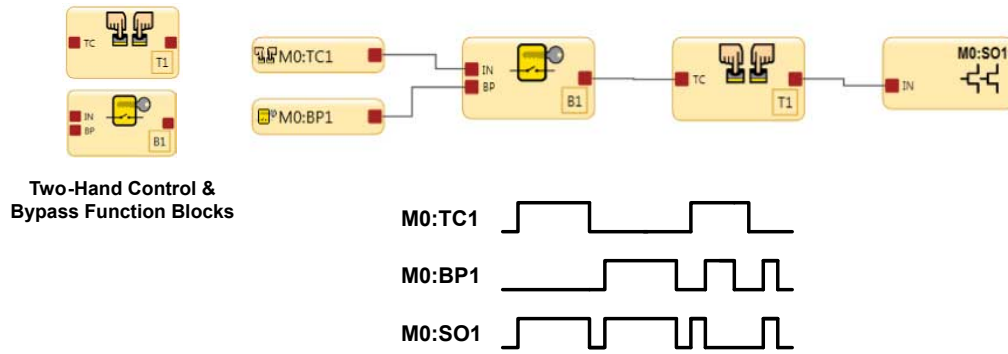 TC
T1
IN
BP
B1
Two-Hand Control &
Bypass Function Blocks
M0:TC1
M0:BP1
IN
BP
B1
TC
T1
M0:SO1
IN
M0:TC1
M0:BP1
M0:SO1